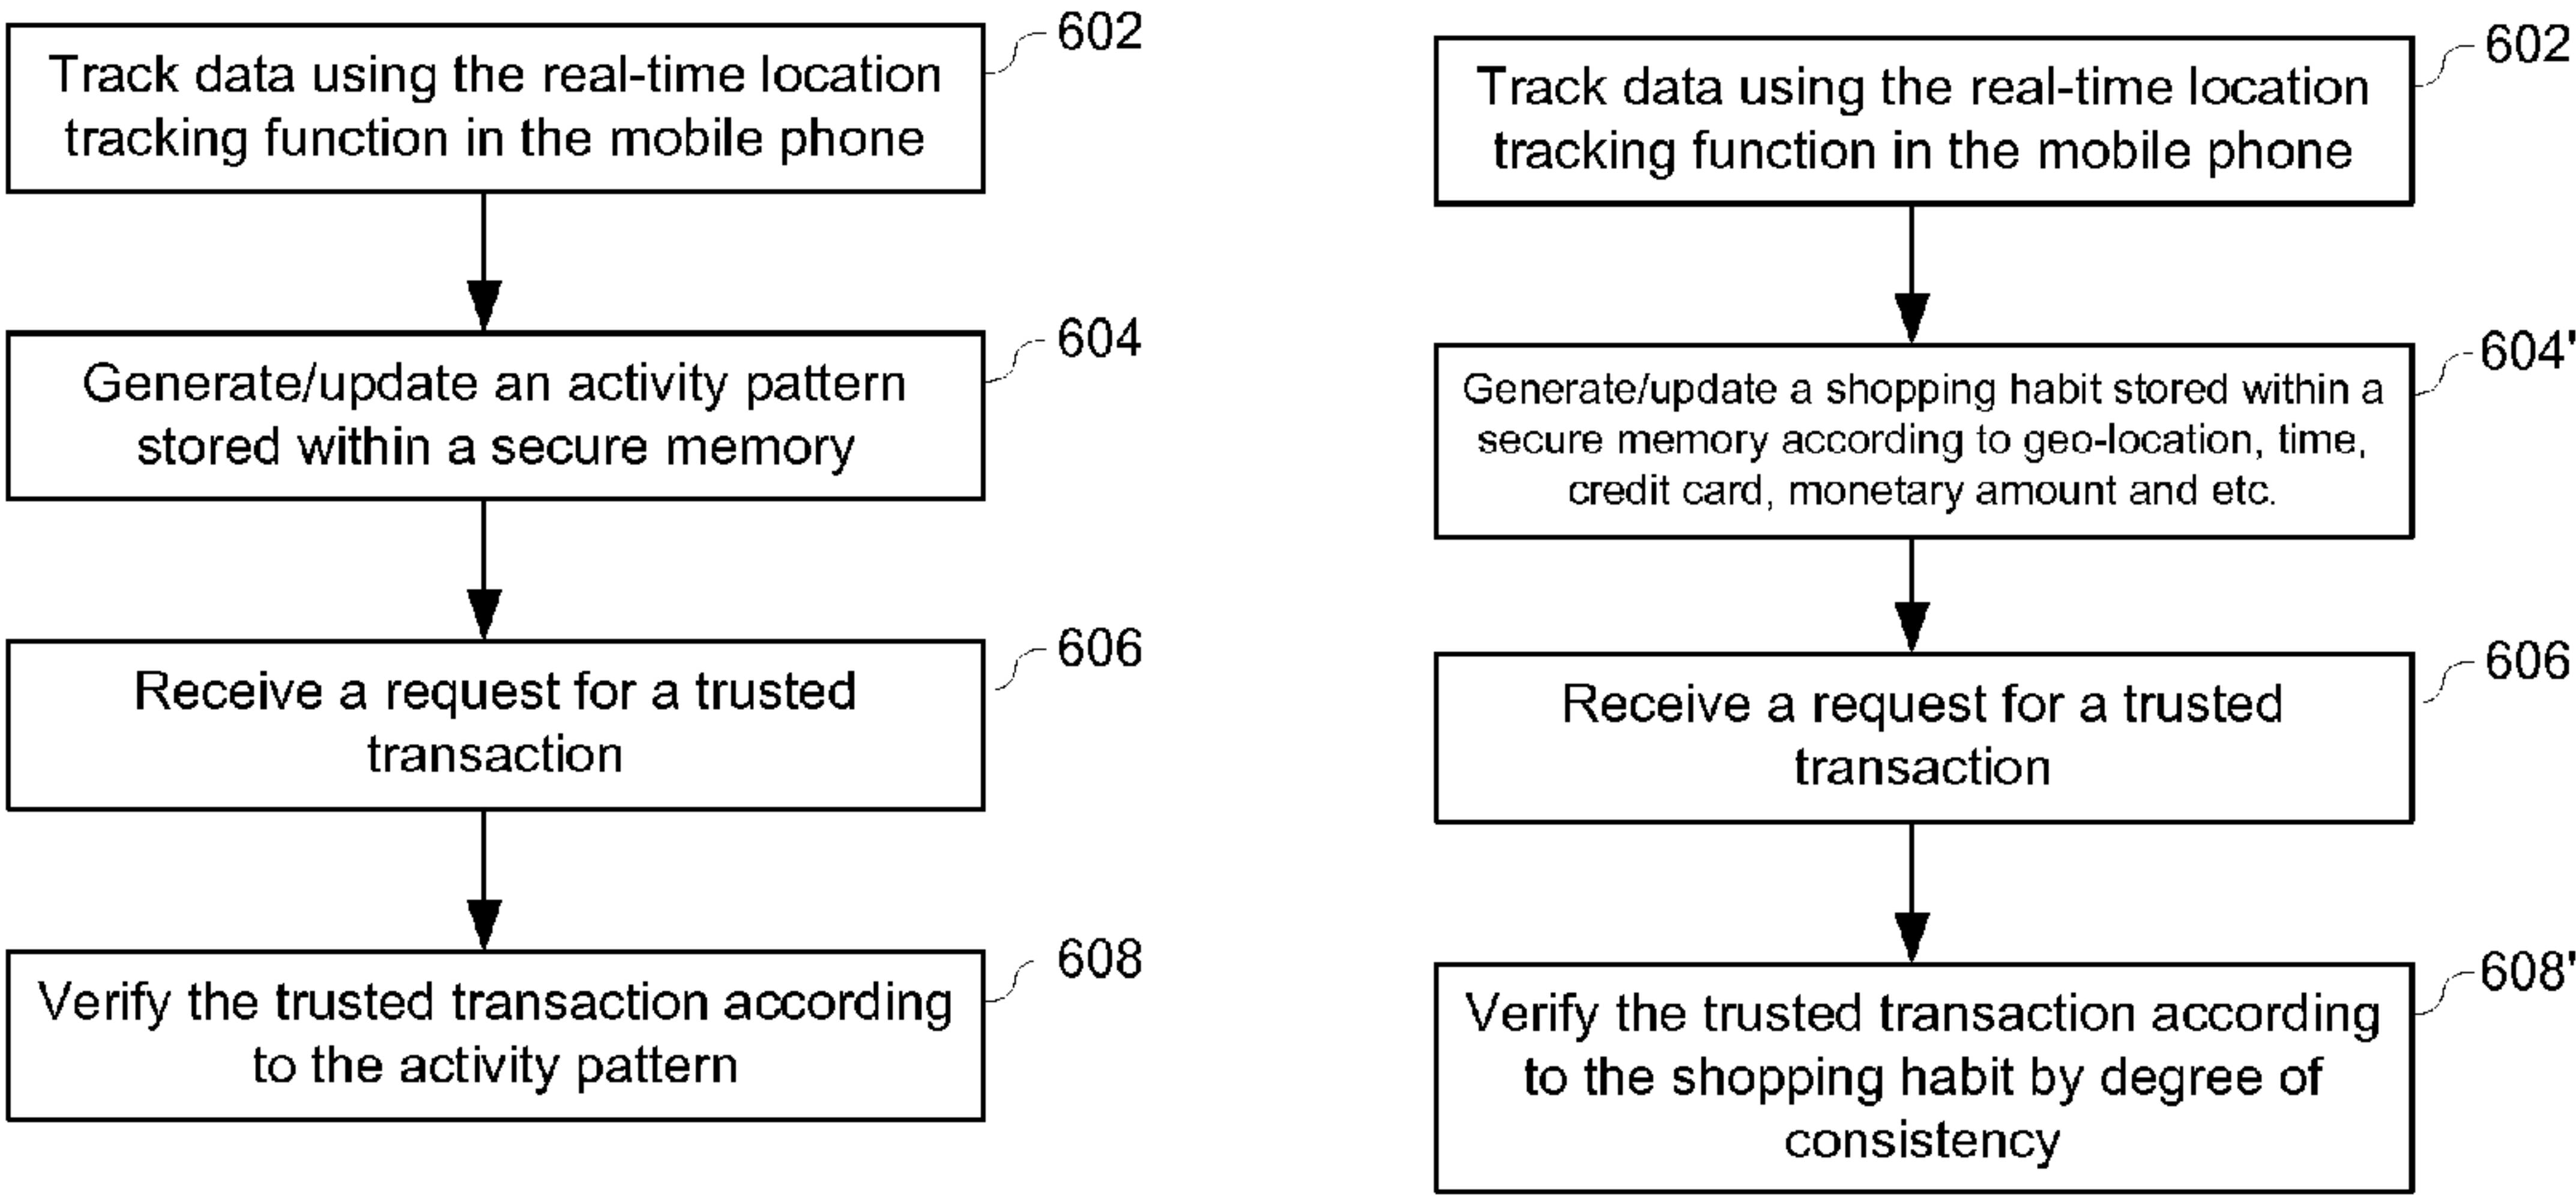 602
Track data using the real-time location
tracking function in the mobile phone
604
Generate/update an activity pattern
stored within a secure memory
606
Receive a request for a trusted
transaction
608
Verify the trusted transaction according
to the activity pattern
602
Track data using the real-time location
tracking function in the mobile phone
604'
Generate/update a shopping habit stored within a
secure memory according to geo-location, time,
credit card, monetary amount and etc.
606
Receive a request for a trusted
transaction
608'
Verify the trusted transaction according
to the shopping habit by degree of
consistency